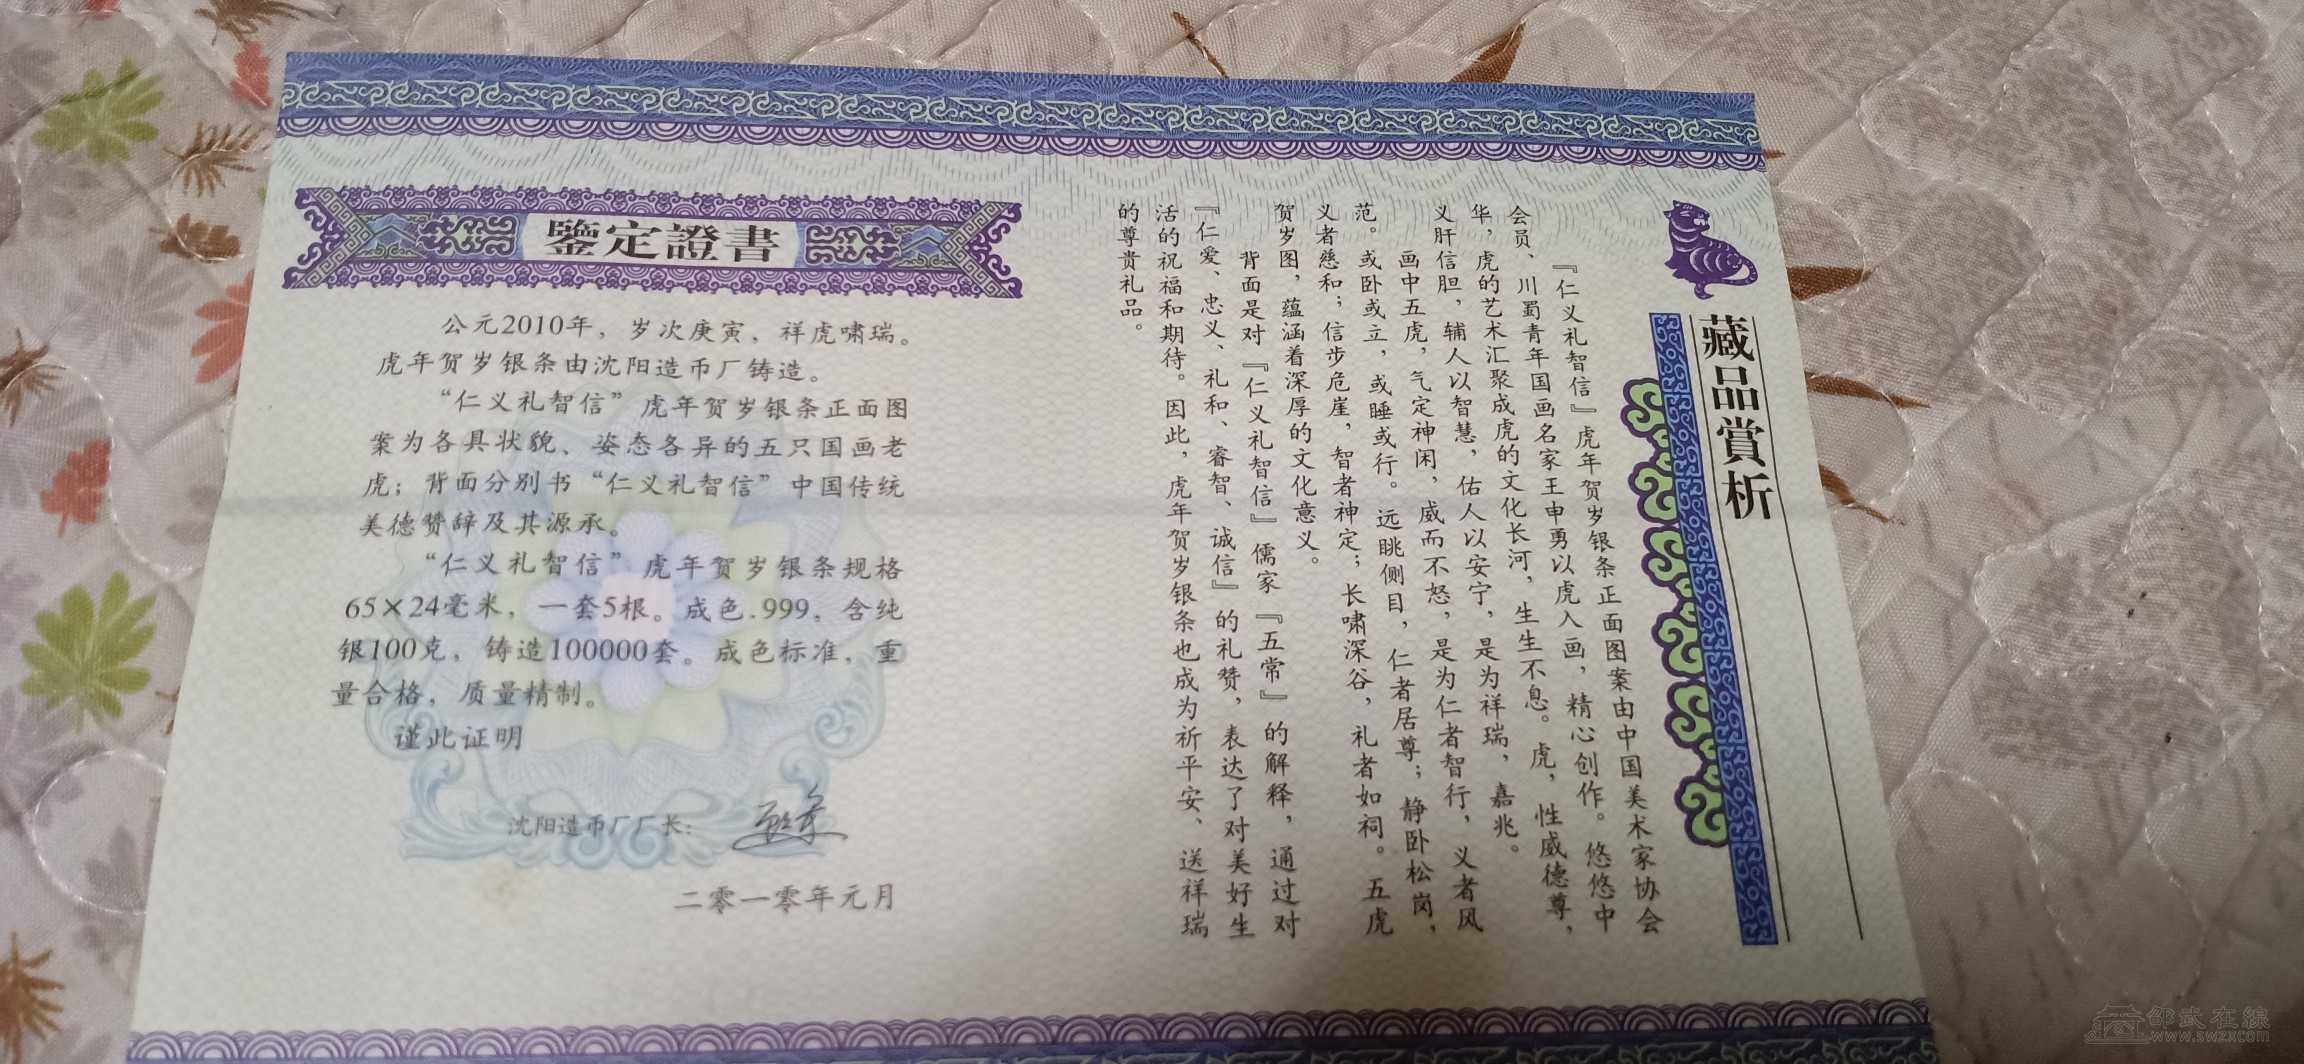 鑒定證書
公元2010年，岁次庚寅，祥虎啸瑞。
虎年贺岁银条由沈阳造币厂铸造。
“仁义礼智信”虎年贺岁银条正面图
案为各具状貌、姿态各异的五只国画老
虎；背面分别书“仁义礼智信”中国传统
美德赞辞及其源承。
“仁义礼智信”虎年贺岁银条规格
65×24毫米，一套5根。成色.999，含纯
银100克，铸造100000套。成色标准，重
量合格，质量精制。
谨此证明
沈阳造币厂厂长：
二零一零年元月
藏品賞析
『仁义礼智信』虎年贺岁银条正面图案由中国美术家协会
会员、川蜀青年国画名家王申勇以虎入画，精心创作。悠悠中
华，虎的艺术汇聚成虎的文化长河，生生不息。虎，性威德尊，
义肝信胆，辅人以智慧，佑人以安宁，是为祥瑞，嘉兆。
画中五虎，气定神闲，威而不怒，是为仁者智行，义者风
范。或卧或立，或睡或行。远眺侧目，仁者居尊；静卧松岗，
义者慈和；信步危崖，智者神定；长啸深谷，礼者如祠。五虎
贺岁图，蕴涵着深厚的文化意义。
背面是对『仁义礼智信』儒家『五常』的解释，通过对
『仁爱、忠义、礼和、睿智、诚信』的礼赞，表达了对美好生
活的祝福和期待。因此，虎年贺岁银条也成为祈平安、送祥瑞
的尊贵礼品。
邵武在線
www.swzx.com